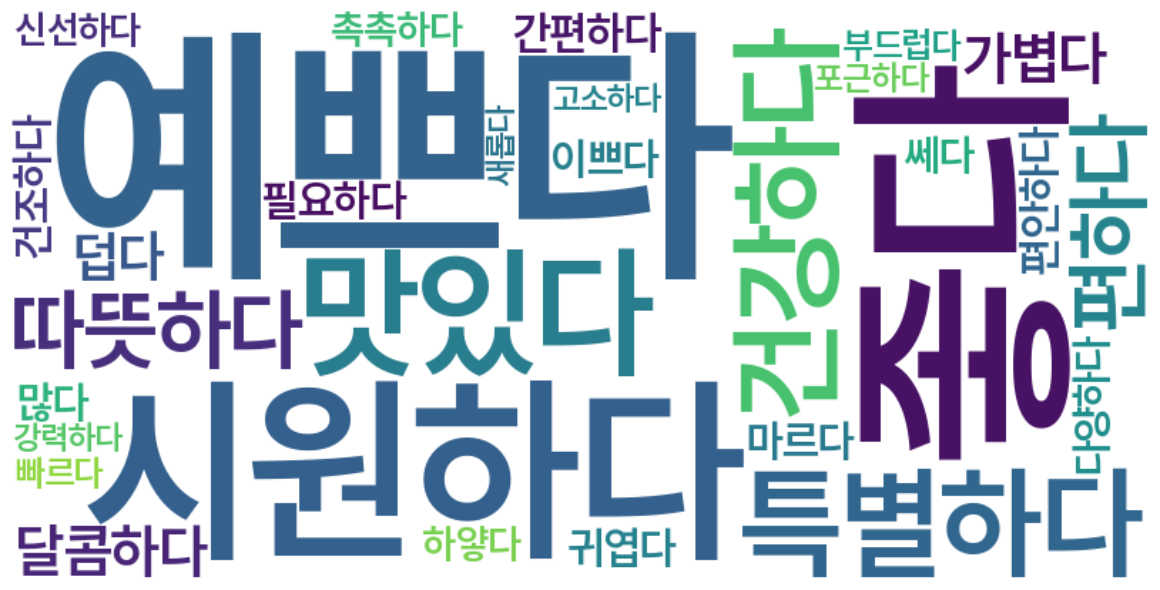 신선하다
촉촉하다
간편하다
부드럽다
가볍다
포근하다
예쁘다
고소하다
이쁘다
새롭다
필요하다
건조하다
덥다
건강하다
좋다
쎄다
편안하다
편하다
따뜻하다
맛있다
다양하다
많다
강력하다
빠르다
시원하다
마르다
특별하다
달콤하다
하얗다
귀엽다